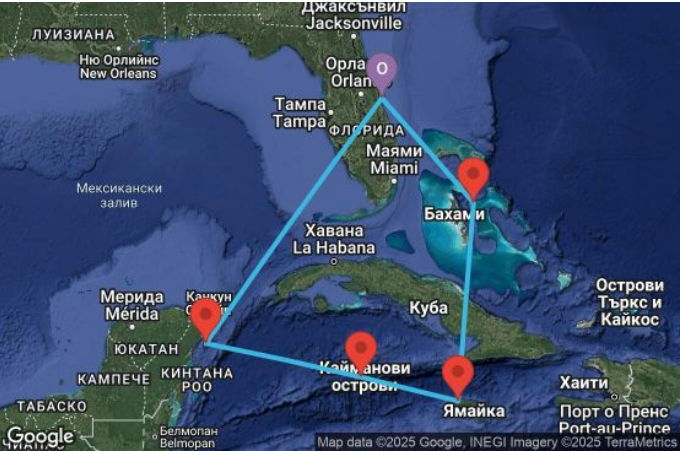 Джаксънвил
Jacksonville
ЛУИЗИАНА
Ню Орлийнс
New Orleans
O
Тампа
Tampa
ФЛОРИДА
Маями
Miami
Мексикански
залив
Бахами
Хавана
La Habana
Острови
Търкс и
Кайкос
Мерида
Mérida
Канкун
Куба
ЮКАТАН
КАМПЕЧЕ
КИНТАНА
РОО
Кайманови
острови
Хаити
ТАБАСКО
Ямайка
Порт о Пренс
Port-au-Prince
Белмопан
Belmopan
Google
Map data ©2025 Google, INEGI Imagery ©2025 TerraMetrics